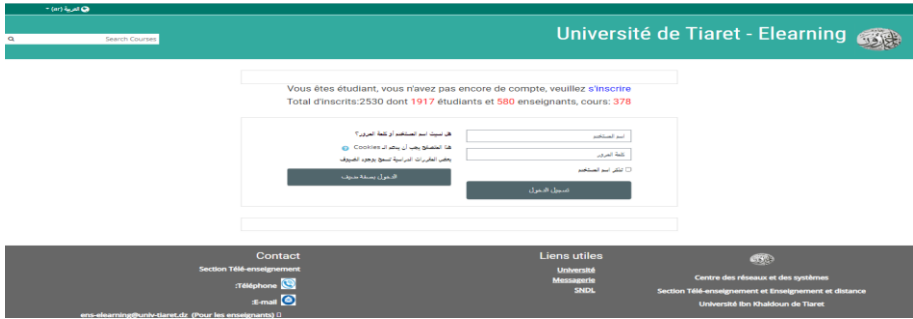 العربية (ar)
Université de Tiaret - Elearning
Search Courses
Vous êtes étudiant, vous n'avez pas encore de compte, veuillez s'inscrire
Total d'inscrits:2530 dont 1917 étudiants et 580 enseignants, cours: 378
اسم المستخدم
كلمة المرور
تذكر اسم المستخدم
تسجيل الدخول
هل نسيت اسم المستخدم أو كلمة المرور؟
هذا المتصفح يجب أن يدعم الـ Cookies
بعض المقررات الدراسية تسمح بوجود الضيوف
الدخول بصفة ضيف
Centre des réseaux et des systèmes
Section Télé-enseignement et Enseignement et distance
Université Ibn Khaldoun de Tiaret
Liens utiles
Université
Messagerie
SNDL
Contact
Section Télé-enseignement
:Téléphone
:E-mail
ens-elearning@univ-tiaret.dz (Pour les enseignants)